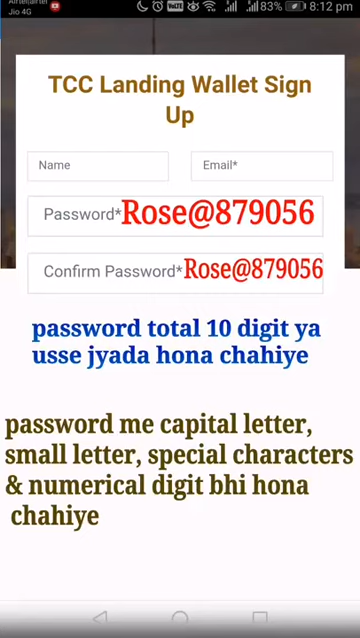 Airtel|airtel
Jio 4G
VoLTE
83%
8:12 pm
TCC Landing Wallet Sign
Up
Name
Email*
Password*Rose@879056
Confirm Password*Rose@879056
password total 10 digit ya
usse jyada hona chahiye
password me capital letter,
small letter, special characters
& numerical digit bhi hona
chahiye